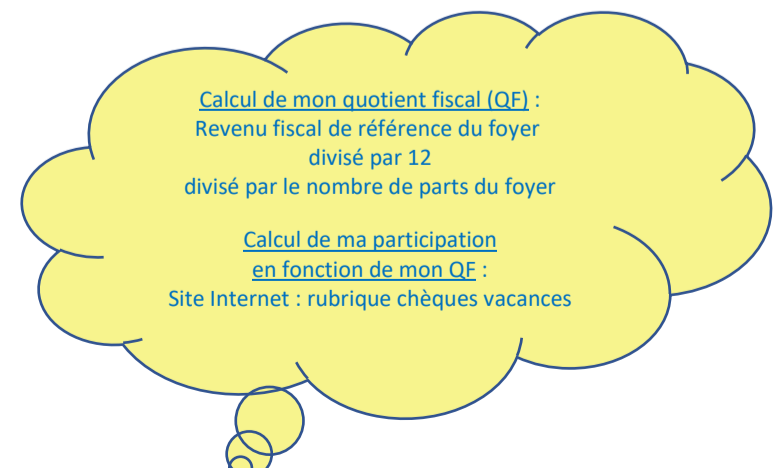 Calcul de mon quotient fiscal (QF) :
Revenu fiscal de référence du foyer
divisé par 12
divisé par le nombre de parts du foyer
Calcul de ma participation
en fonction de mon QF :
Site Internet : rubrique chèques vacances